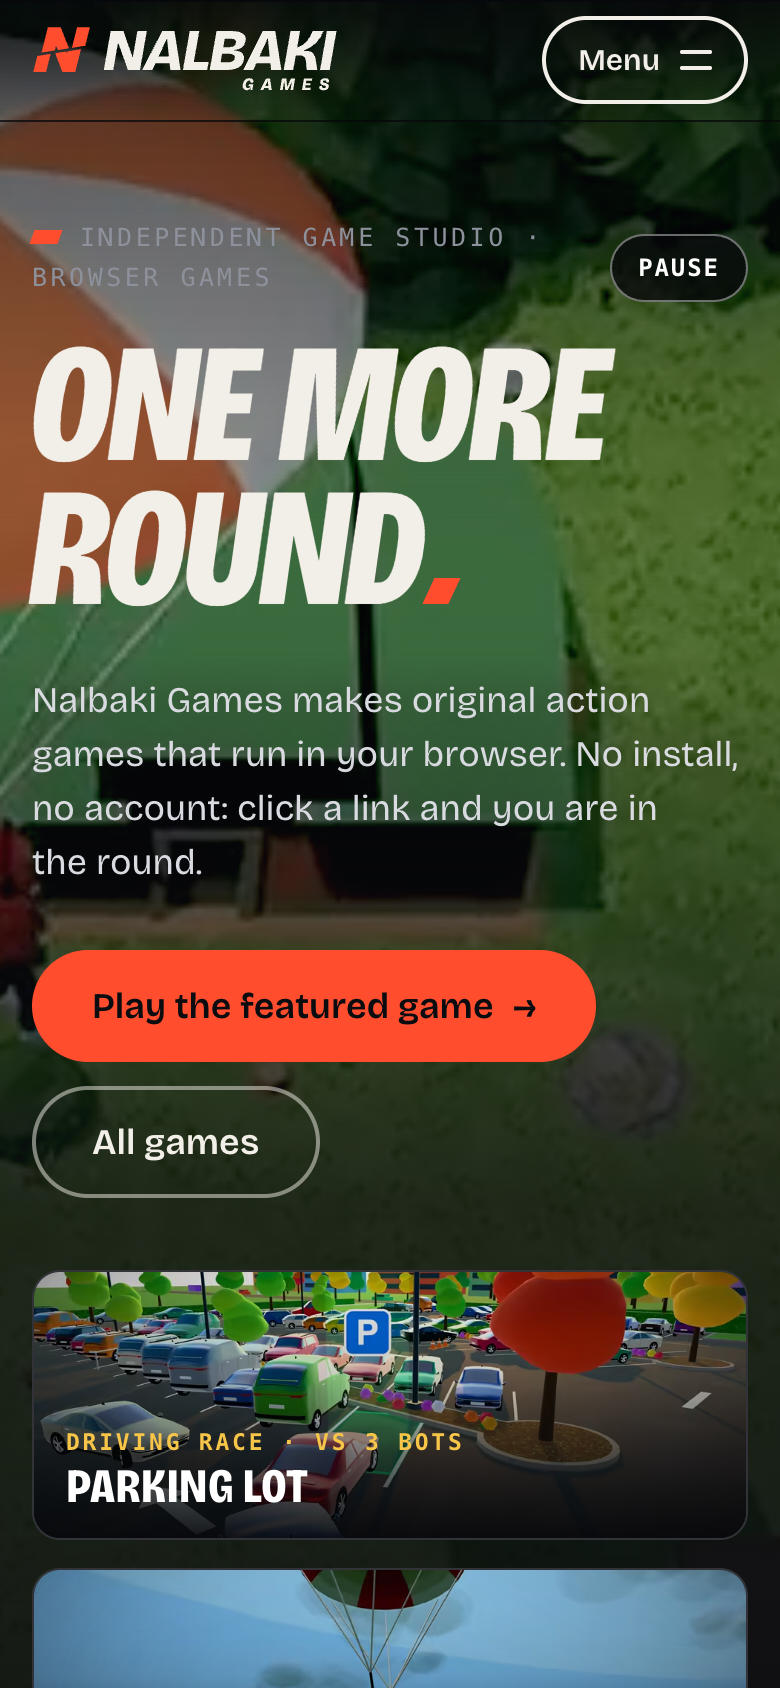 NALBAKI
GAMES
Menu
INDEPENDENT GAME STUDIO ·
BROWSER GAMES
PAUSE
ONE MORE
ROUND.
Nalbaki Games makes original action
games that run in your browser. No install,
no account: click a link and you are in
the round.
Play the featured game →
All games
P
DRIVING RACE · VS 3 BOTS
PARKING LOT